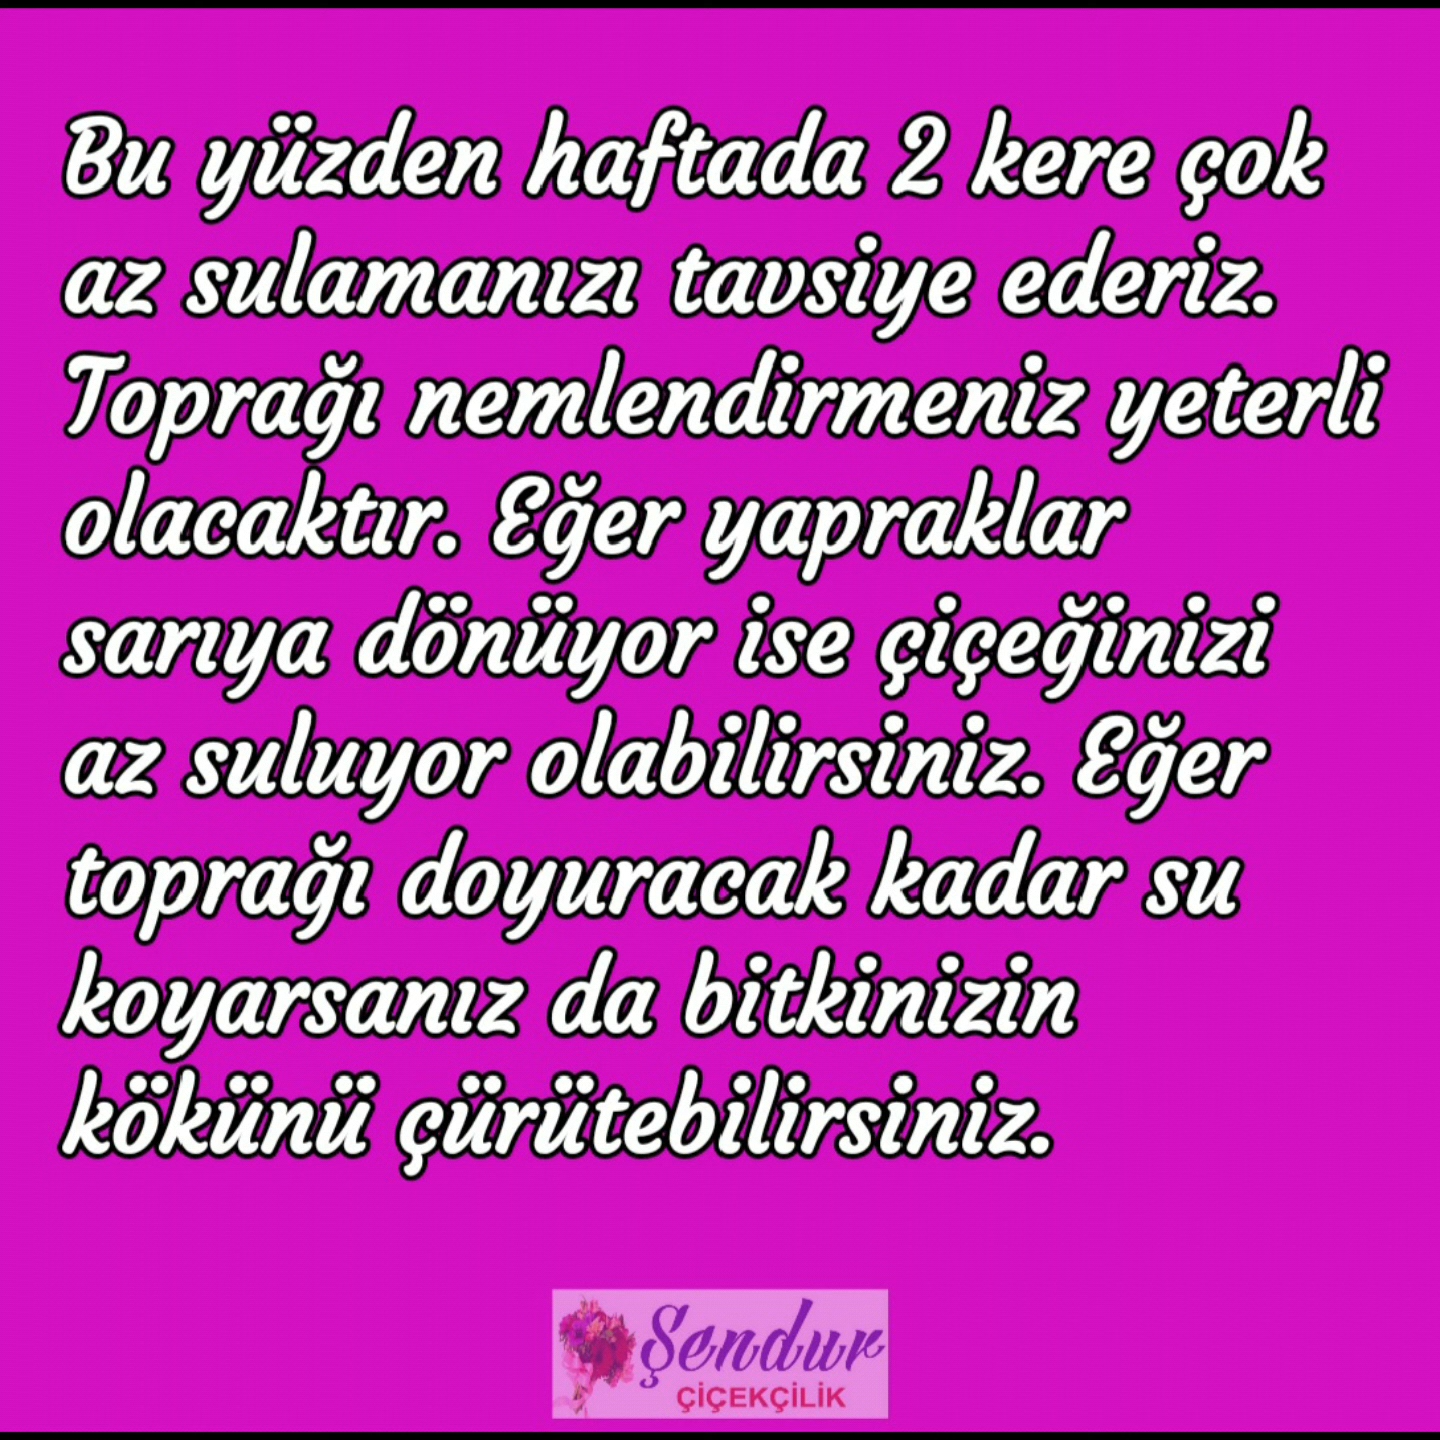 Bu yüzden haftada 2 kere çok
az sulamanızı tavsiye ederiz.
Toprağı nemlendirmeniz yeterli
olacaktır. Eğer yapraklar
sarıya dönüyor ise çiçeğinizi
az suluyor olabilirsiniz. Eğer
toprağı doyuracak kadar su
koyarsanız da bitkinizin
kökünü çürütebilirsiniz.
Şendur
ÇİÇEKÇİLİK